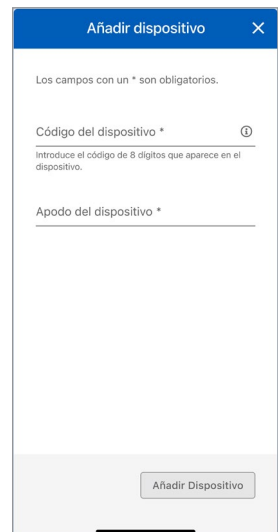 Añadir dispositivo
Los campos con un * son obligatorios.
Código del dispositivo *
Introduce el código de 8 dígitos que aparece en el
dispositivo.
Apodo del dispositivo *
Añadir Dispositivo